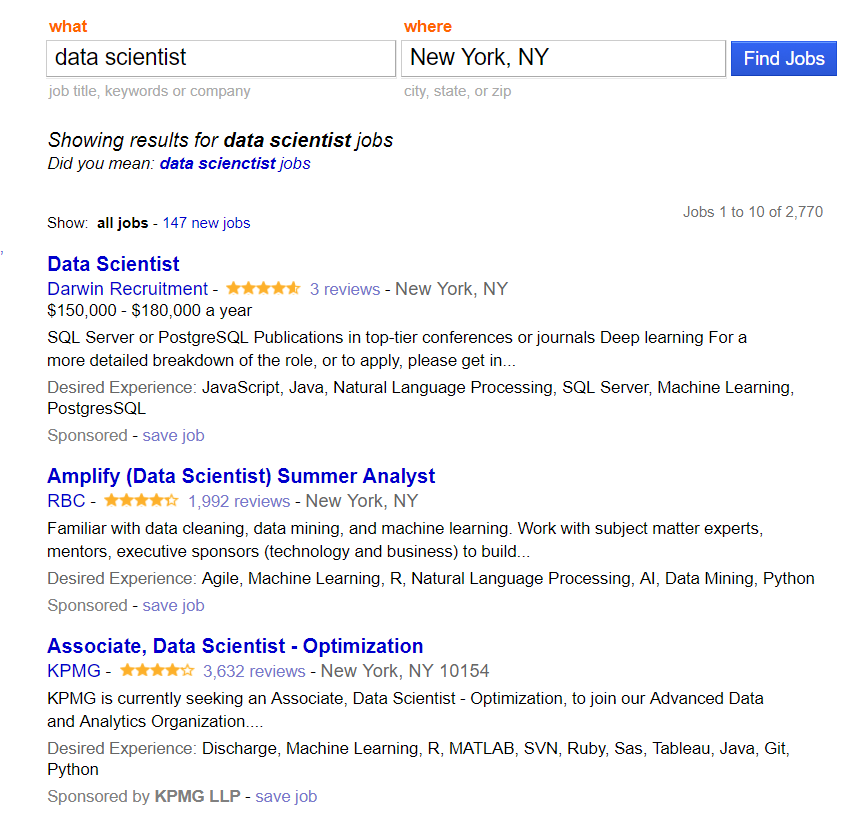 what where
data scientist New York, NY Find Jobs
job title, keywords or company city, state, or zip
Showing results for data scientist jobs
Did you mean: data scienctist jobs
Jobs 1 to 10 of 2,770
Show: all jobs - 147 new jobs
Data Scientist
Darwin Recruitment - 3 reviews - New York, NY
$150,000 - $180,000 a year
SQL Server or PostgreSQL Publications in top-tier conferences or journals Deep learning For a
more detailed breakdown of the role, or to apply, please get in...
Desired Experience: JavaScript, Java, Natural Language Processing, SQL Server, Machine Learning,
PostgresSQL
Sponsored - save job
Amplify (Data Scientist) Summer Analyst
RBC - 1,992 reviews - New York, NY
Familiar with data cleaning, data mining, and machine learning. Work with subject matter experts,
mentors, executive sponsors (technology and business) to build...
Desired Experience: Agile, Machine Learning, R, Natural Language Processing, AI, Data Mining, Python
Sponsored - save job
Associate, Data Scientist - Optimization
KPMG - 3,632 reviews - New York, NY 10154
KPMG is currently seeking an Associate, Data Scientist - Optimization, to join our Advanced Data
and Analytics Organization....
Desired Experience: Discharge, Machine Learning, R, MATLAB, SVN, Ruby, Sas, Tableau, Java, Git,
Python
Sponsored by KPMG LLP - save job